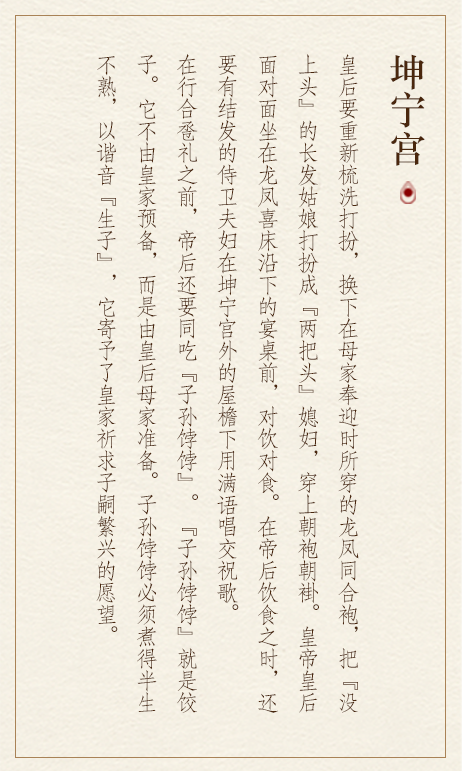 坤宁宫
皇后要重新梳洗打扮，换下在母家奉迎时所穿的龙凤同合袍，把『没
上头』的长发姑娘打扮成『两把头』媳妇，穿上朝袍朝褂。皇帝皇后
面对面坐在龙凤喜床沿下的宴桌前，对饮对食。在帝后饮食之时，还
要有结发的侍卫夫妇在坤宁宫外的屋檐下用满语唱交祝歌。
在行合卺礼之前，帝后还要同吃『子孙饽饽』。『子孙饽饽』就是饺
子。它不由皇家预备，而是由皇后母家准备。子孙饽饽必须煮得半生
不熟，以谐音『生子』，它寄予了皇家祈求子嗣繁兴的愿望。